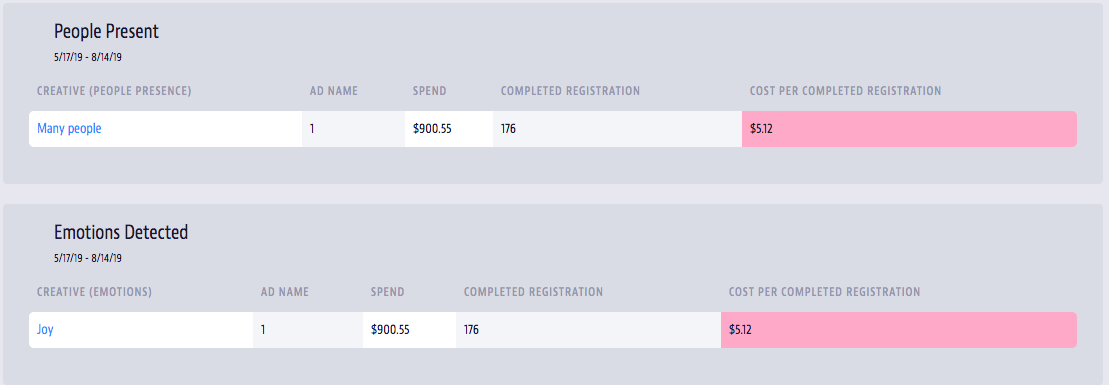 People Present
5/17/19 - 8/14/19
CREATIVE (PEOPLE PRESENCE) AD NAME SPEND COMPLETED REGISTRATION COST PER COMPLETED REGISTRATION
Many people 1 $900.55 176 $5.12
Emotions Detected
5/17/19 - 8/14/19
CREATIVE (EMOTIONS) AD NAME SPEND COMPLETED REGISTRATION COST PER COMPLETED REGISTRATION
Joy 1 $900.55 176 $5.12